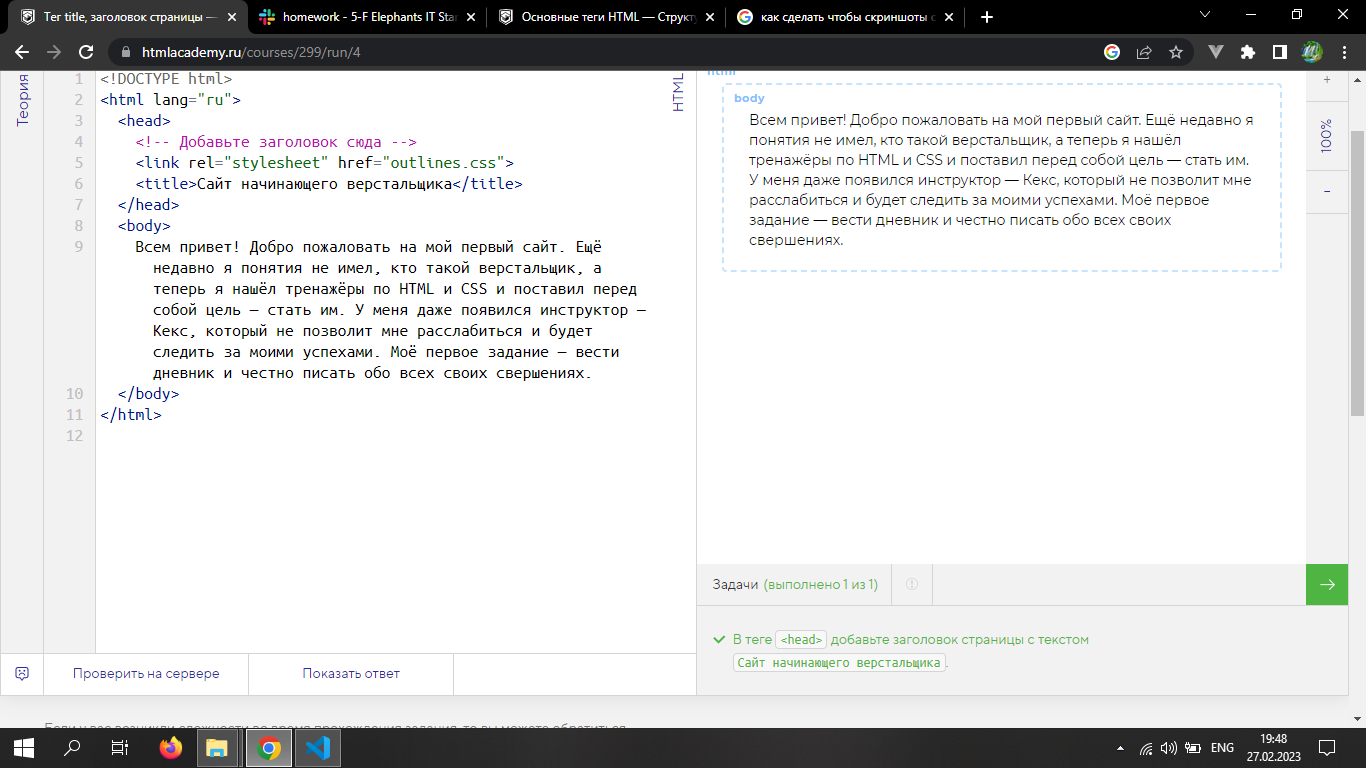 Тег title, заголовок страницы —
homework - 5-F Elephants IT Star
Основные теги HTML — Структу
как сделать чтобы скриншоты с
htmlacademy.ru/courses/299/run/4
Теория
HTML
1 <!DOCTYPE html>
2 <html lang="ru">
3 <head>
4 <!-- Добавьте заголовок сюда -->
5 <link rel="stylesheet" href="outlines.css">
6 <title>Сайт начинающего верстальщика</title>
7 </head>
8 <body>
9 Всем привет! Добро пожаловать на мой первый сайт. Ещё
недавно я понятия не имел, кто такой верстальщик, а
теперь я нашёл тренажёры по HTML и CSS и поставил перед
собой цель — стать им. У меня даже появился инструктор —
Кекс, который не позволит мне расслабиться и будет
следить за моими успехами. Моё первое задание — вести
дневник и честно писать обо всех своих свершениях.
10 </body>
11 </html>
12
Проверить на сервере
Показать ответ
html
body
Всем привет! Добро пожаловать на мой первый сайт. Ещё недавно я
понятия не имел, кто такой верстальщик, а теперь я нашёл
тренажёры по HTML и CSS и поставил перед собой цель — стать им.
У меня даже появился инструктор — Кекс, который не позволит мне
расслабиться и будет следить за моими успехами. Моё первое
задание — вести дневник и честно писать обо всех своих
свершениях.
+
100%
−
Задачи (выполнено 1 из 1)
В теге <head> добавьте заголовок страницы с текстом
Сайт начинающего верстальщика.
Если у вас возникли сложности во время прохождения задания, то вы можете обратиться
ENG
19:48
27.02.2023